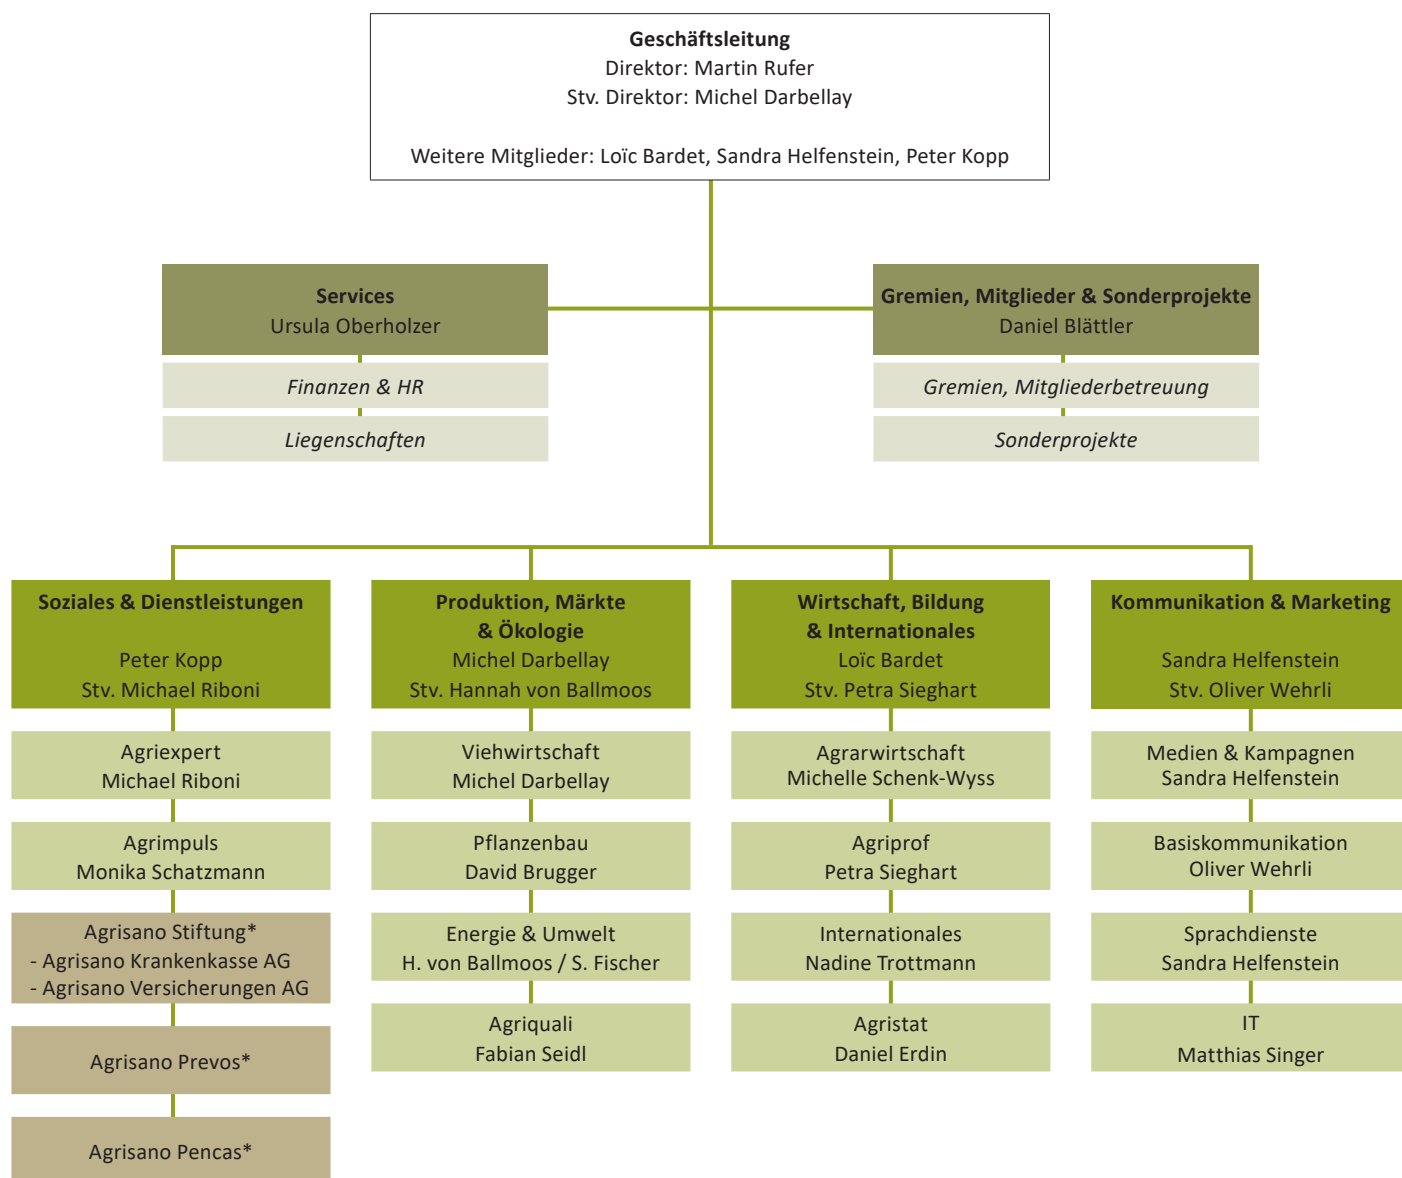 Geschäftsleitung
Direktor: Martin Rufer
Stv. Direktor: Michel Darbellay
Weitere Mitglieder: Loïc Bardet, Sandra Helfenstein, Peter Kopp
Services
Ursula Oberholzer
Finanzen & HR
Liegenschaften
Gremien, Mitglieder & Sonderprojekte
Daniel Blättler
Gremien, Mitgliederbetreuung
Sonderprojekte
Soziales & Dienstleistungen
Peter Kopp
Stv. Michael Riboni
Agriexpert
Michael Riboni
Agrimpuls
Monika Schatzmann
Agrisano Stiftung*
- Agrisano Krankenkasse AG
- Agrisano Versicherungen AG
Agrisano Prevos*
Agrisano Pencas*
Produktion, Märkte
& Ökologie
Michel Darbellay
Stv. Hannah von Ballmoos
Viehwirtschaft
Michel Darbellay
Pflanzenbau
David Brugger
Energie & Umwelt
H. von Ballmoos / S. Fischer
Agriquali
Fabian Seidl
Wirtschaft, Bildung
& Internationales
Loïc Bardet
Stv. Petra Sieghart
Agrarwirtschaft
Michelle Schenk-Wyss
Agriprof
Petra Sieghart
Internationales
Nadine Trottmann
Agristat
Daniel Erdin
Kommunikation & Marketing
Sandra Helfenstein
Stv. Oliver Wehrli
Medien & Kampagnen
Sandra Helfenstein
Basiskommunikation
Oliver Wehrli
Sprachdienste
Sandra Helfenstein
IT
Matthias Singer